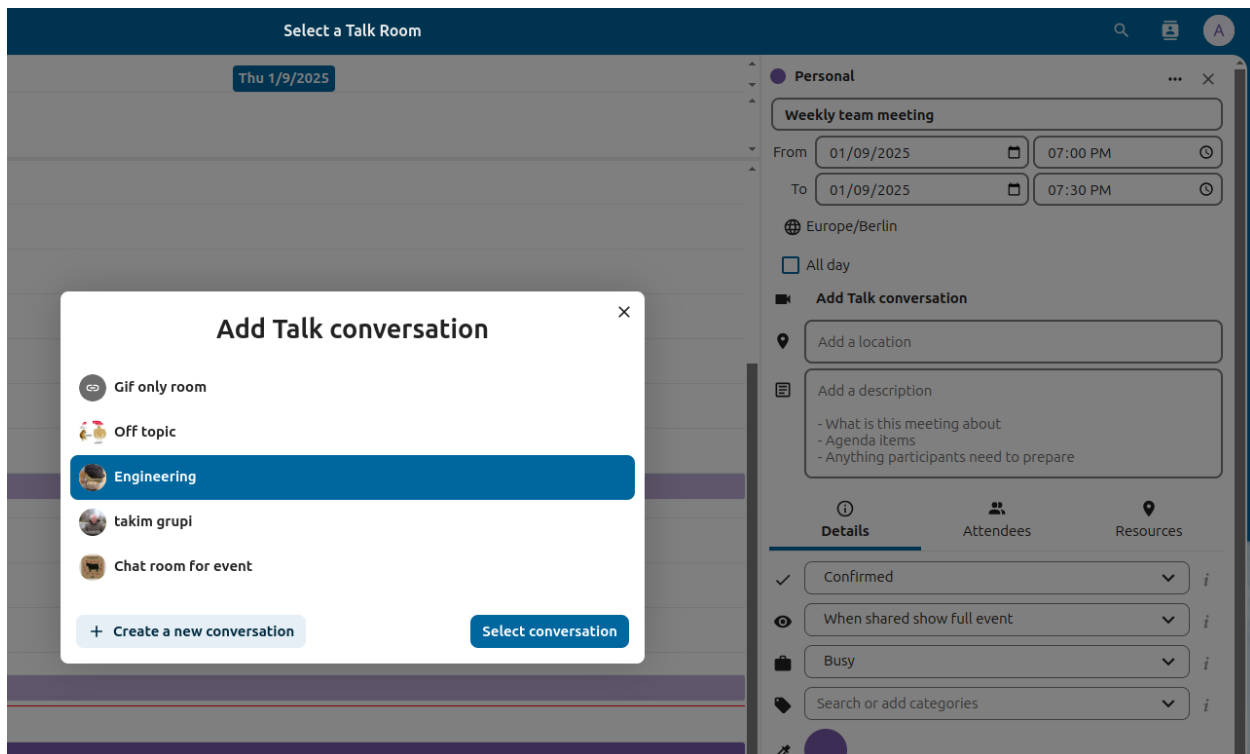 Select a Talk Room
A
Thu 1/9/2025
Personal
Weekly team meeting
From 01/09/2025 07:00 PM
To 01/09/2025 07:30 PM
Europe/Berlin
All day
Add Talk conversation
Add a location
Add a description
- What is this meeting about
- Agenda items
- Anything participants need to prepare
Details Attendees Resources
Confirmed
When shared show full event
Busy
Search or add categories
Add Talk conversation
Gif only room
Off topic
Engineering
takim grupi
Chat room for event
+ Create a new conversation
Select conversation